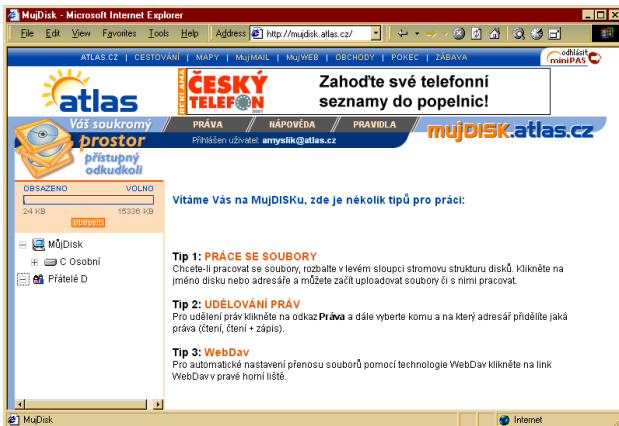 MujDisk - Microsoft Internet Explorer
File Edit View Favorites Tools Help Address http://mujdisk.atlas.cz/
ATLAS.CZ | CESTOVÁNÍ | MAPY | MujMAIL | MujWEB | OBCHODY | POKEC | ZÁBAVA
odhlásit
miniPAS
atlas
REKLAMA
ČESKÝ
TELEFON
2001
Zahoďte své telefonní
seznamy do popelnic!
Váš soukromý
prostor
přístupný
odkudkoli
PRÁVA // NÁPOVĚDA // PRAVIDLA
Přihlášen uživatel: amyslik@atlas.cz
mujDISK.atlas.cz
OBSAZENO VOLNO
24 KB 15336 KB
obnovit
MůjDisk
C Osobní
Přátelé D
Vítáme Vás na MujDISKu, zde je několik tipů pro práci:
Tip 1: PRÁCE SE SOUBORY
Chcete-li pracovat se soubory, rozbalte v levém sloupci stromovu strukturu disků. Klikněte na
jméno disku nebo adresáře a můžete začít uploadovat soubory či s nimi pracovat.
Tip 2: UDĚLOVÁNÍ PRÁV
Pro udělení práv klikněte na odkaz Práva a dále vyberte komu a na který adresář přidělíte jaká
práva (čtení, čtení + zápis).
Tip 3: WebDav
Pro automatické nastavení přenosu souborů pomocí technologie WebDav klikněte na link
WebDav v pravé horní liště.
MujDisk Internet